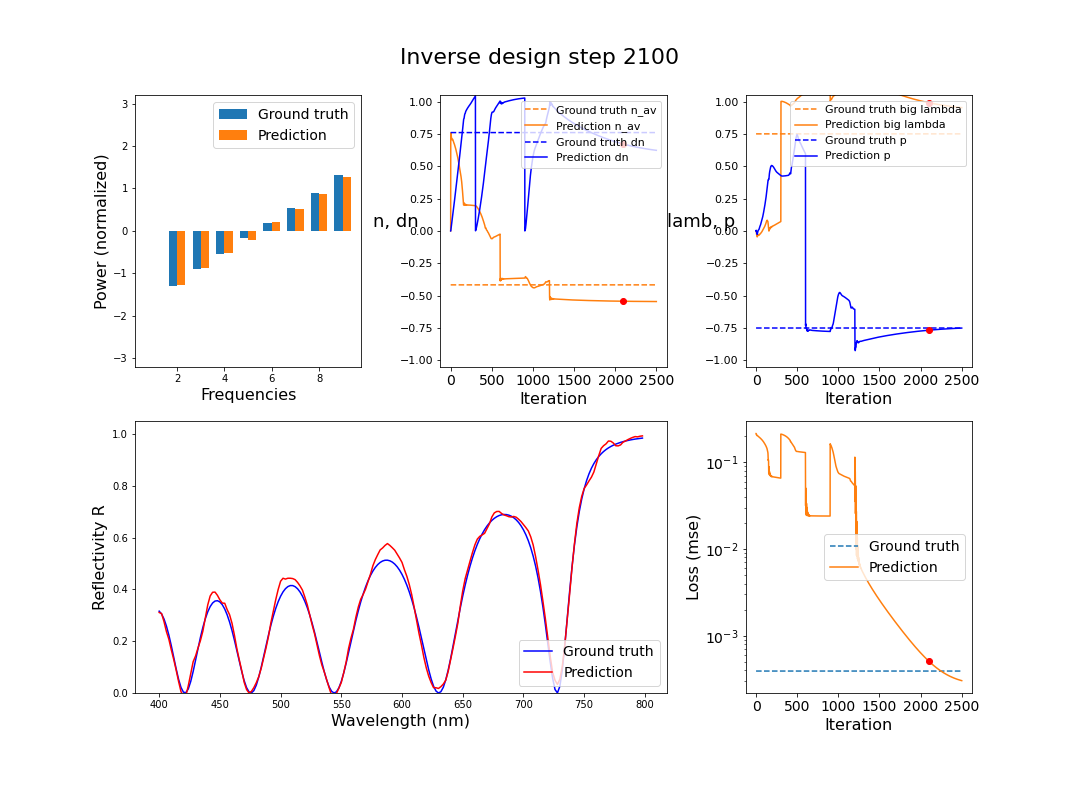 Inverse design step 2100
Power (normalized)
3
2
1
0
−1
−2
−3
2
4
6
8
Frequencies
Ground truth
Prediction
n, dn
1.00
0.75
0.50
0.25
0.00
−0.25
−0.50
−0.75
−1.00
0
500
1000
1500
2000
2500
Iteration
Ground truth n_av
Prediction n_av
Ground truth dn
Prediction dn
lamb, p
1.00
0.75
0.50
0.25
0.00
−0.25
−0.50
−0.75
−1.00
0
500
1000
1500
2000
2500
Iteration
Ground truth big lambda
Prediction big lambda
Ground truth p
Prediction p
Reflectivity R
1.0
0.8
0.6
0.4
0.2
0.0
400
450
500
550
600
650
700
750
800
Wavelength (nm)
Ground truth
Prediction
Loss (mse)
10⁻¹
10⁻²
10⁻³
0
500
1000
1500
2000
2500
Iteration
Ground truth
Prediction